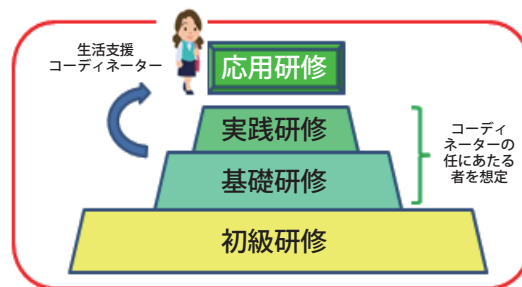 生活支援
コーディネーター
応用研修
実践研修
基礎研修
初級研修
コーディ
ネーターの
任にあたる
者を想定